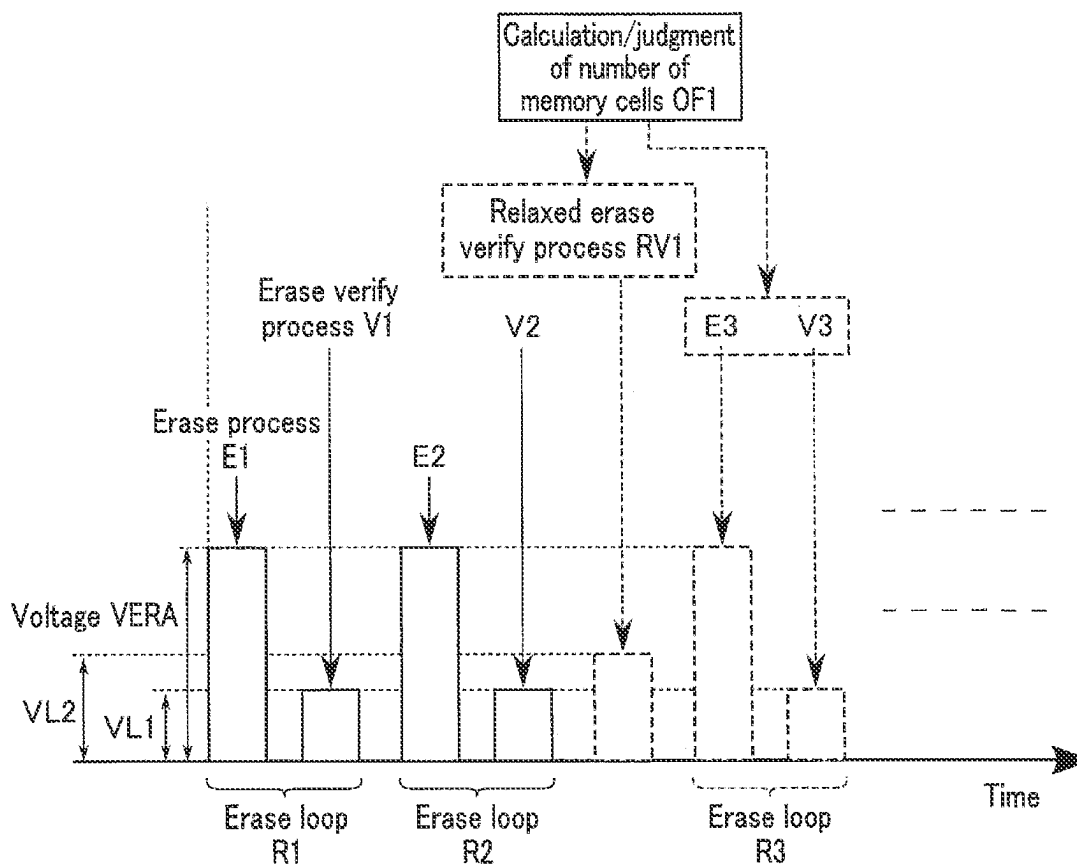 Calculation/judgment
of number of
memory cells OF1
Relaxed erase
verify process RV1
Erase verify
process V1
V2
E3 V3
Erase process
E1
E2
Voltage VERA
VL2
VL1
Time
Erase loop
R1
Erase loop
R2
Erase loop
R3